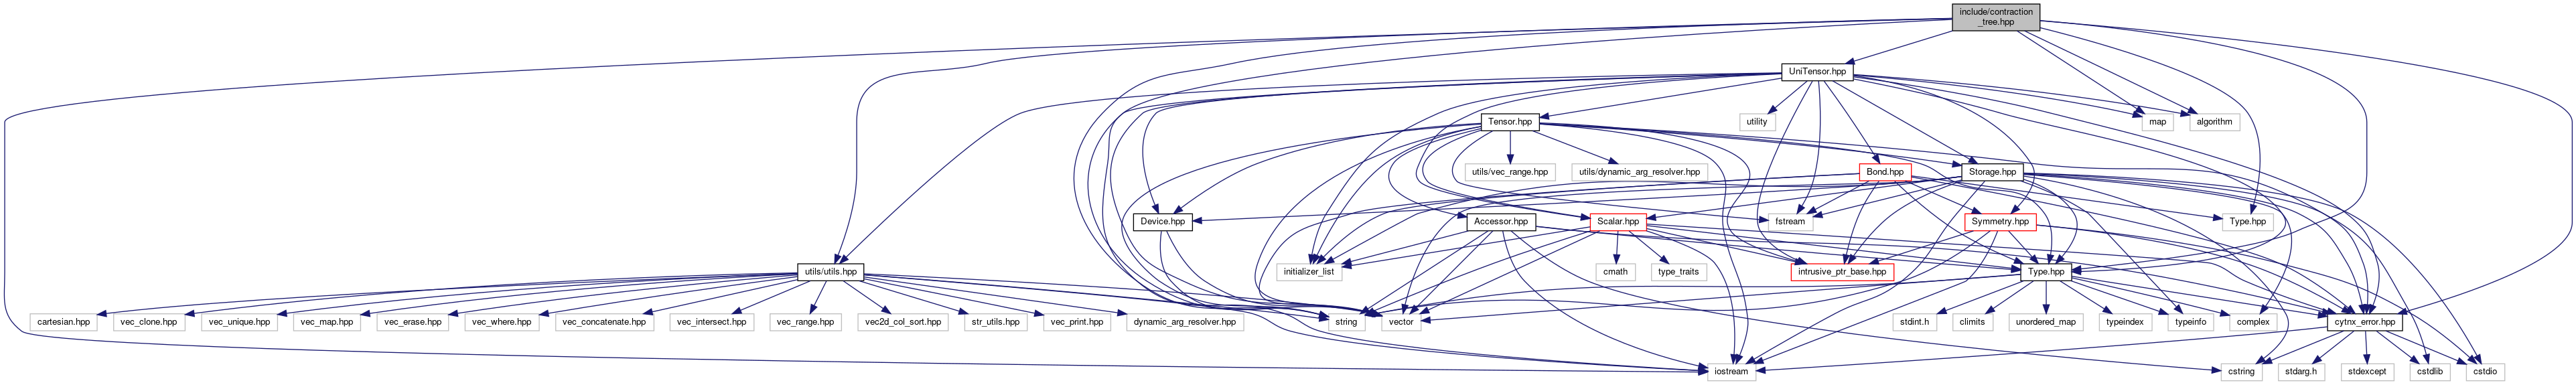 include/contraction
_tree.hpp
UniTensor.hpp
utility
Tensor.hpp
map
algorithm
utils/vec_range.hpp
utils/dynamic_arg_resolver.hpp
Bond.hpp
Storage.hpp
Device.hpp
Accessor.hpp
Scalar.hpp
fstream
Symmetry.hpp
Type.hpp
utils/utils.hpp
initializer_list
cmath
type_traits
intrusive_ptr_base.hpp
Type.hpp
cartesian.hpp
vec_clone.hpp
vec_unique.hpp
vec_map.hpp
vec_erase.hpp
vec_where.hpp
vec_concatenate.hpp
vec_intersect.hpp
vec_range.hpp
vec2d_col_sort.hpp
str_utils.hpp
vec_print.hpp
dynamic_arg_resolver.hpp
string
vector
stdint.h
climits
unordered_map
typeindex
typeinfo
complex
cytnx_error.hpp
iostream
cstring
stdarg.h
stdexcept
cstdlib
cstdio